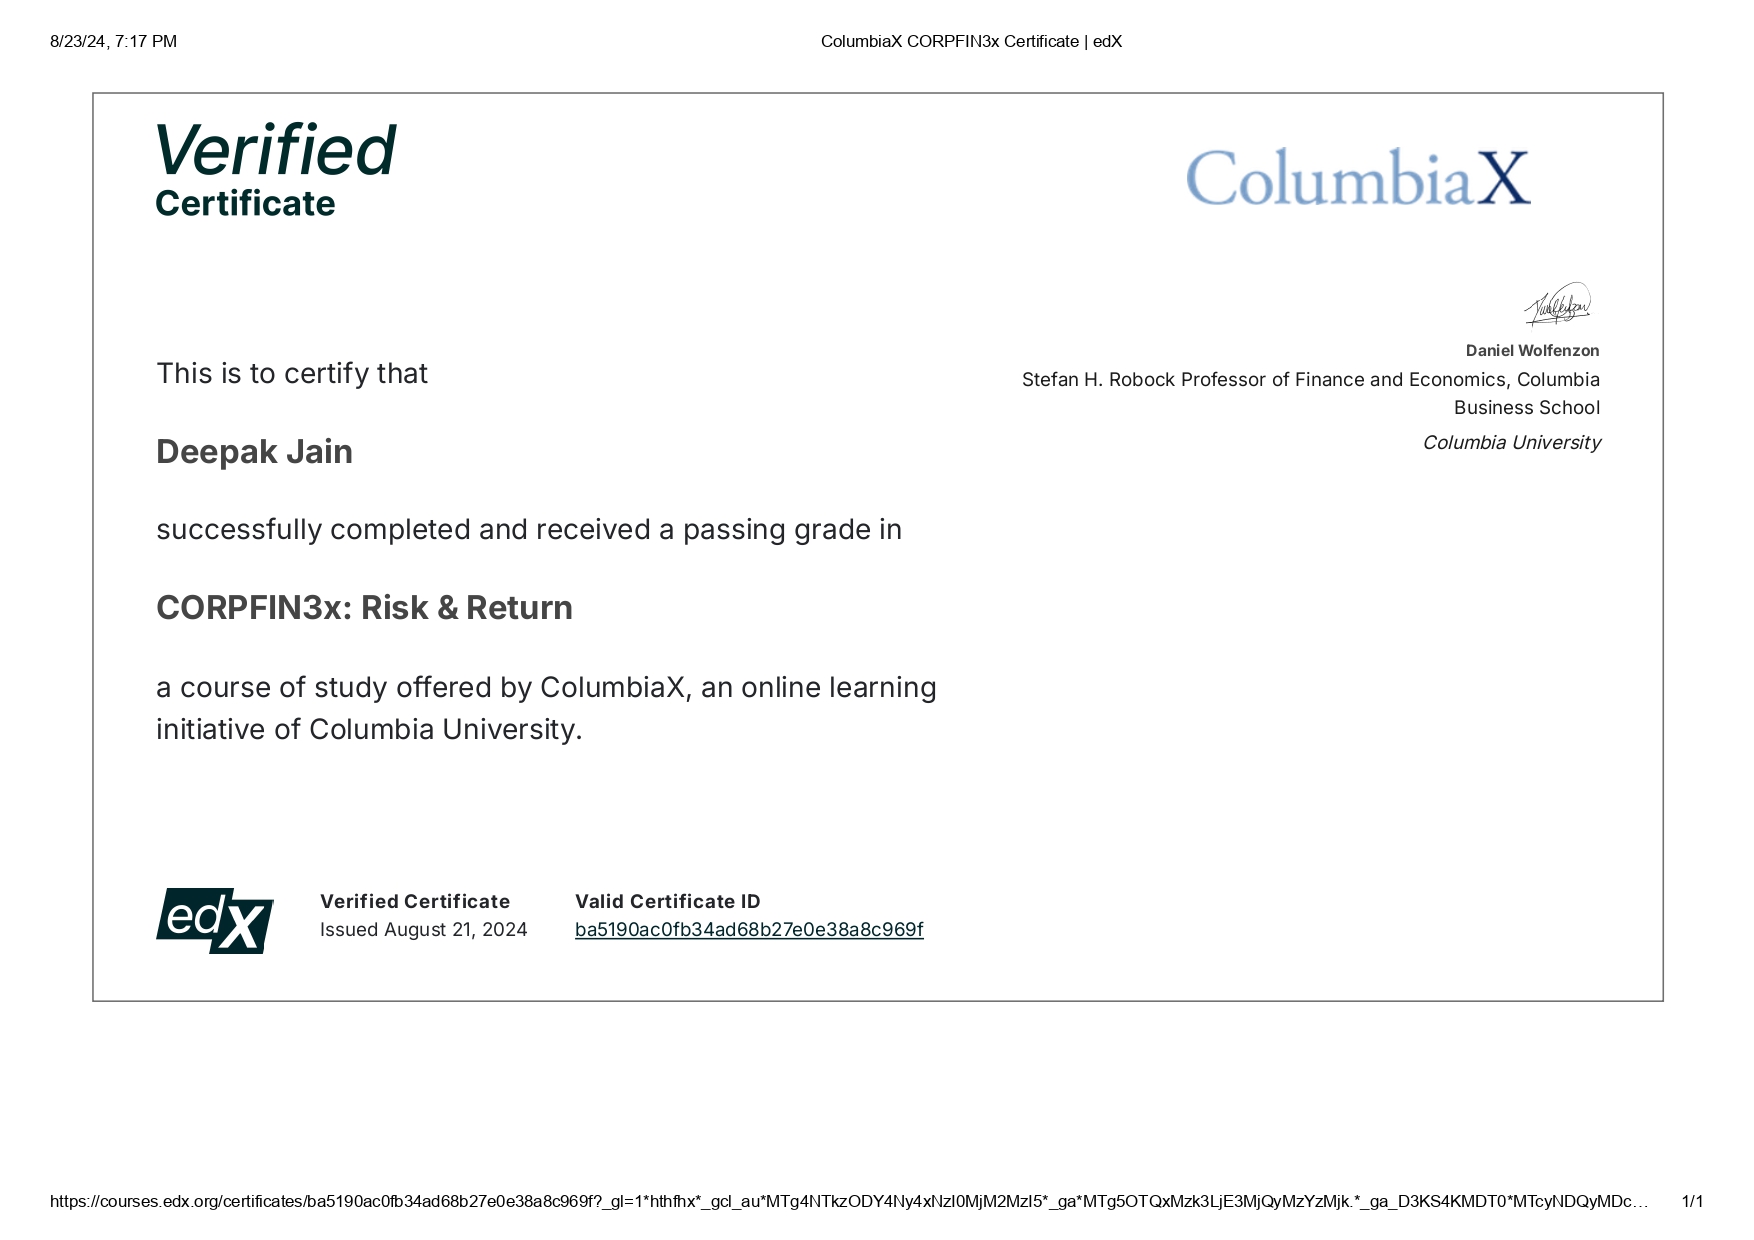 8/23/24, 7:17 PM
ColumbiaX CORPFIN3x Certificate | edX
Verified
Certificate
ColumbiaX
Daniel Wolfenzon
Stefan H. Robock Professor of Finance and Economics, Columbia
Business School
Columbia University
This is to certify that
Deepak Jain
successfully completed and received a passing grade in
CORPFIN3x: Risk & Return
a course of study offered by ColumbiaX, an online learning
initiative of Columbia University.
edX
Verified Certificate
Issued August 21, 2024
Valid Certificate ID
ba5190ac0fb34ad68b27e0e38a8c969f
https://courses.edx.org/certificates/ba5190ac0fb34ad68b27e0e38a8c969f?_gl=1*hthfhx*_gcl_au*MTg4NTkzODY4Ny4xNzI0MjM2MzI5*_ga*MTg5OTQxMzk3LjE3MjQyMzYzMjk.*_ga_D3KS4KMDT0*MTcyNDQyMDc…
1/1